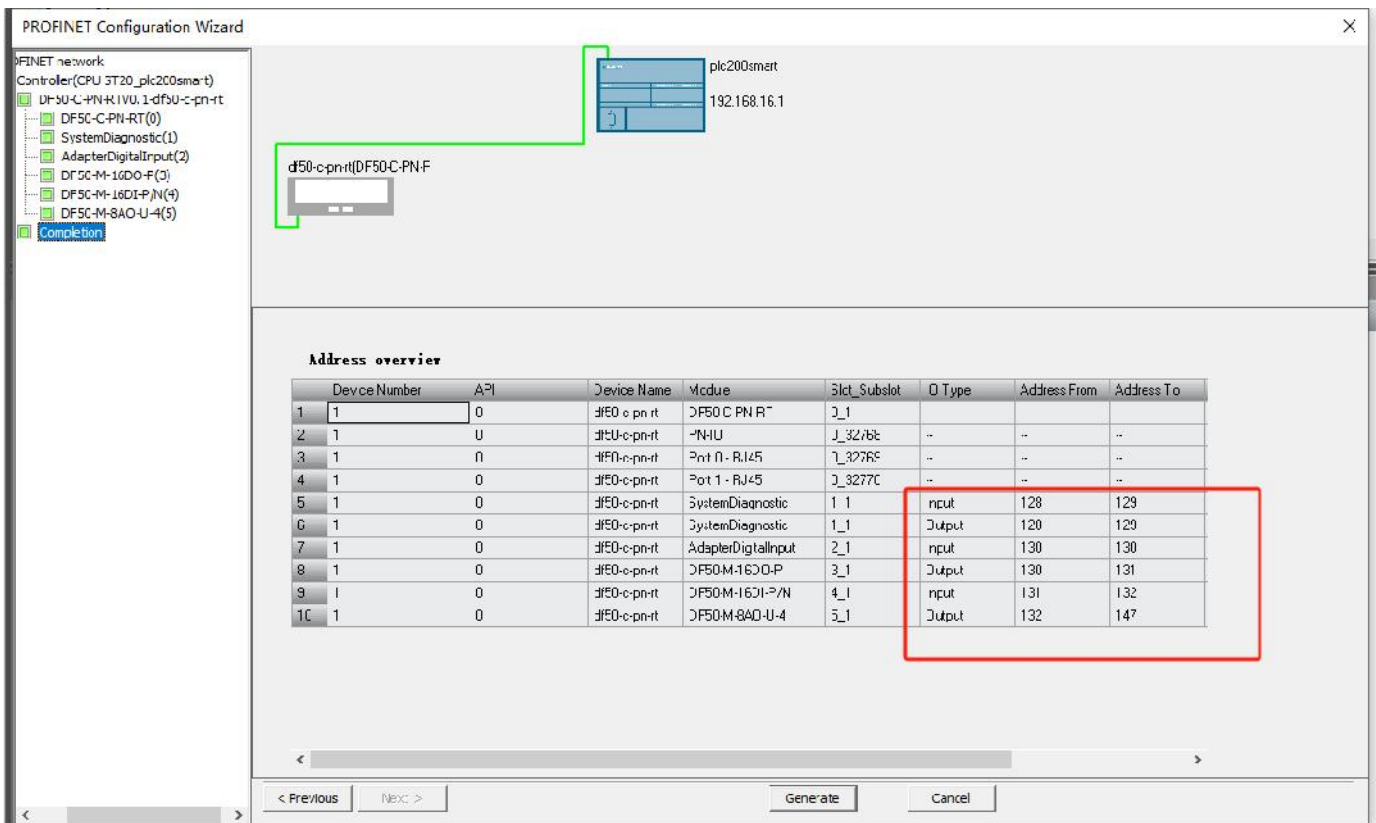 PROFINET Configuration Wizard
OFINET network
Controller(CPU ST20_plc200smart)
DF50-C-PN-RTV0.1-df50-c-pn-rt
DF50-C-PN-RT(0)
SystemDiagnostic(1)
AdapterDigitalInput(2)
DF50-M-16DO-P(3)
DF50-M-16DI-P/N(4)
DF50-M-8AO-U-4(5)
Completion
plc200smart
192.168.16.1
df50-c-pn-rt(DF50-C-PN-F
Address overview
Device Number API Device Name Module Slot_Subslot IO Type Address From Address To
1 1 0 df50-c-pn-rt DF50-C-PN-RT 0_1
2 1 0 df50-c-pn-rt PN-IO 0_32768 -- -- --
3 1 0 df50-c-pn-rt Port 0 - RJ45 0_32769 -- -- --
4 1 0 df50-c-pn-rt Port 1 - RJ45 0_32770 -- -- --
5 1 0 df50-c-pn-rt SystemDiagnostic 1_1 Input 128 129
6 1 0 df50-c-pn-rt SystemDiagnostic 1_1 Output 128 129
7 1 0 df50-c-pn-rt AdapterDigitalInput 2_1 Input 130 130
8 1 0 df50-c-pn-rt DF50-M-16DO-P 3_1 Output 130 131
9 1 0 df50-c-pn-rt DF50-M-16DI-P/N 4_1 Input 131 132
10 1 0 df50-c-pn-rt DF50-M-8AO-U-4 5_1 Output 132 147
< Previous Next > Generate Cancel